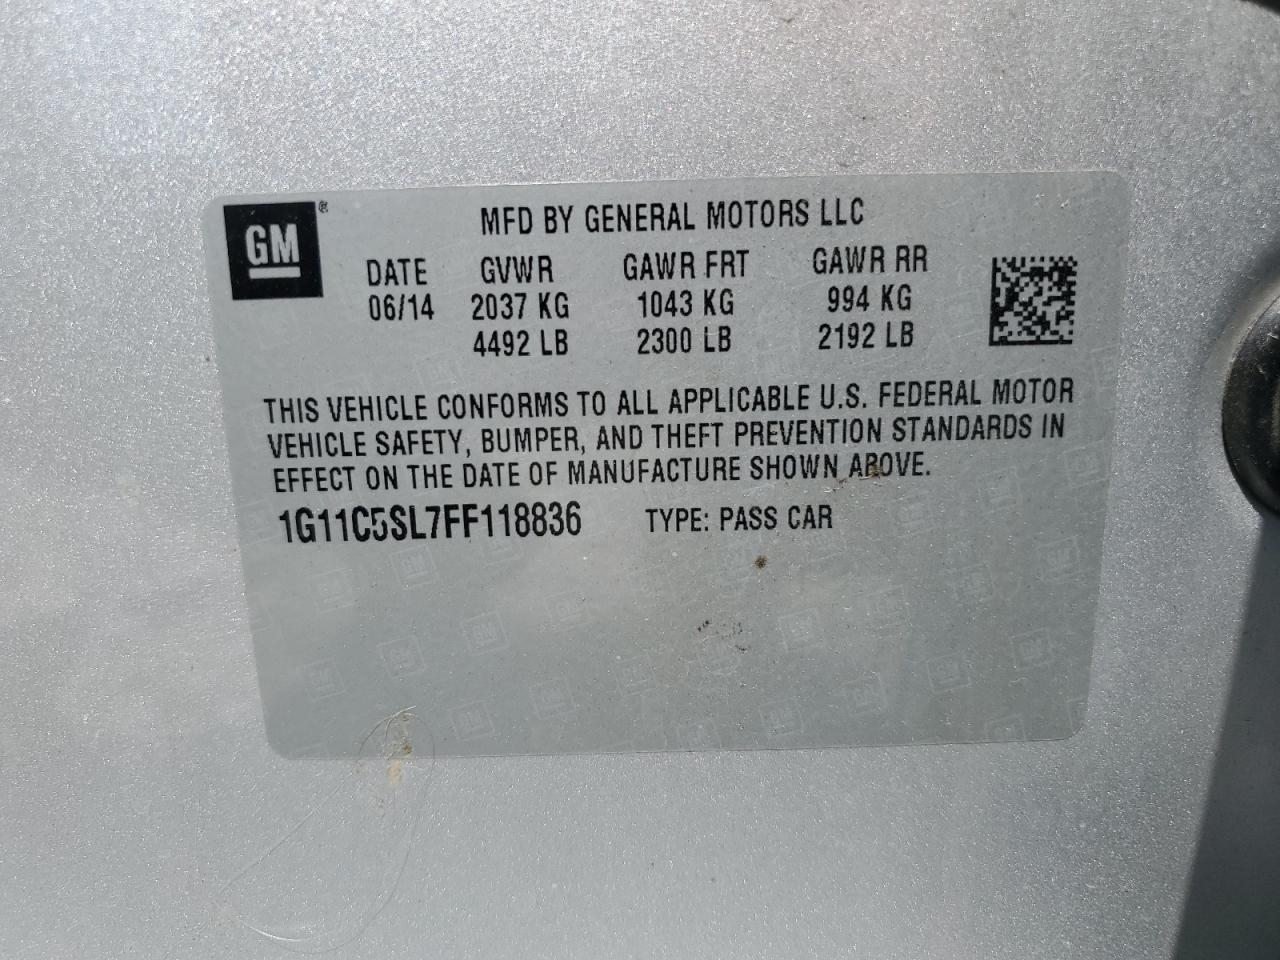 GM®
MFD BY GENERAL MOTORS LLC
DATE GVWR GAWR FRT GAWR RR
06/14 2037 KG 1043 KG 994 KG
4492 LB 2300 LB 2192 LB
THIS VEHICLE CONFORMS TO ALL APPLICABLE U.S. FEDERAL MOTOR
VEHICLE SAFETY, BUMPER, AND THEFT PREVENTION STANDARDS IN
EFFECT ON THE DATE OF MANUFACTURE SHOWN ABOVE.
1G11C5SL7FF118836 TYPE: PASS CAR